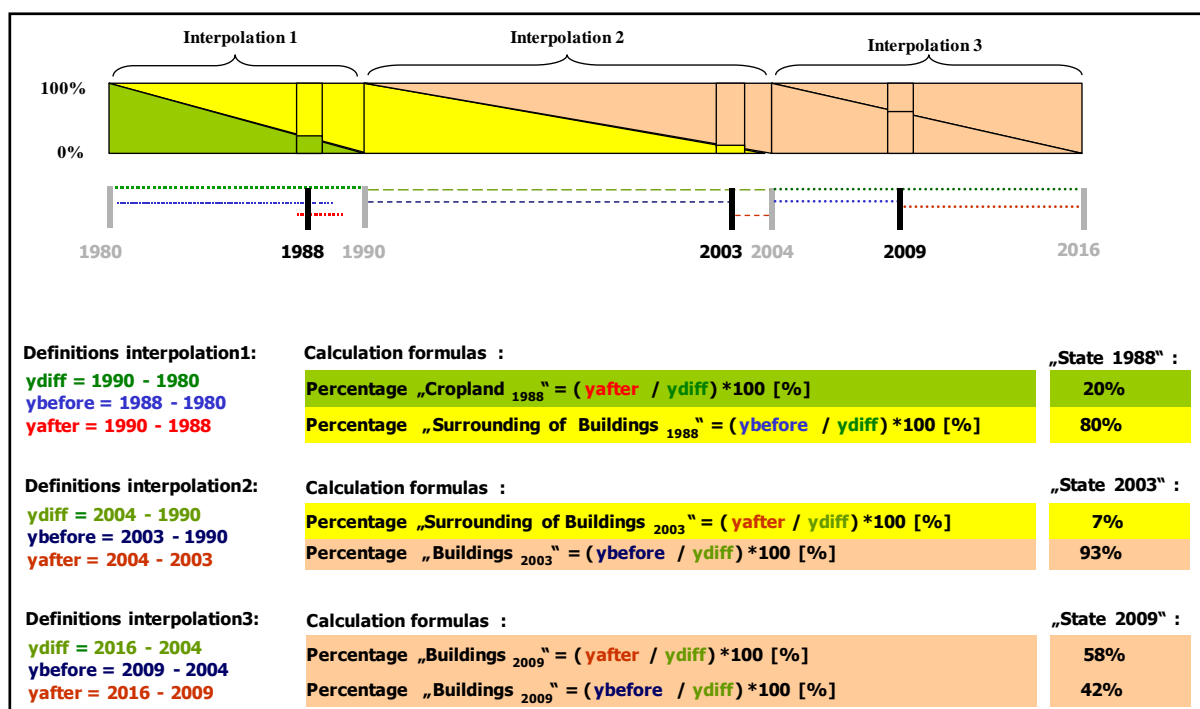 Interpolation 1 Interpolation 2 Interpolation 3
100%
0%
1980 1988 1990 2003 2004 2009 2016
Definitions interpolation1: Calculation formulas : „State 1988“ :
ydiff = 1990 - 1980
ybefore = 1988 - 1980
yafter = 1990 - 1988
Percentage „Cropland 1988“ = ( yafter / ydiff ) *100 [%] 20%
Percentage „Surrounding of Buildings 1988“ = (ybefore / ydiff) *100 [%] 80%
Definitions interpolation2: Calculation formulas : „State 2003“ :
ydiff = 2004 - 1990
ybefore = 2003 - 1990
yafter = 2004 - 2003
Percentage „Surrounding of Buildings 2003“ = ( yafter / ydiff ) *100 [%] 7%
Percentage „Buildings 2003“ = (ybefore / ydiff) *100 [%] 93%
Definitions interpolation3: Calculation formulas : „State 2009“ :
ydiff = 2016 - 2004
ybefore = 2009 - 2004
yafter = 2016 - 2009
Percentage „Buildings 2009“ = ( yafter / ydiff ) *100 [%] 58%
Percentage „Buildings 2009“ = (ybefore / ydiff ) *100 [%] 42%